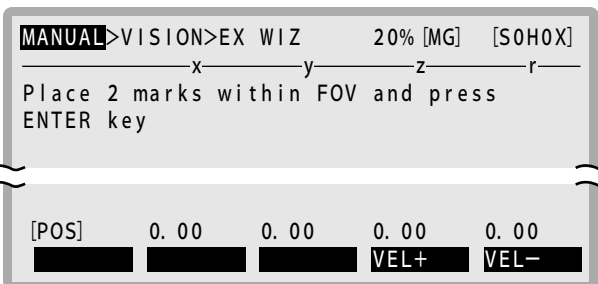 MANUAL>VISION>EX WIZ 20% [MG] [S0H0X]
x y z r
Place 2 marks within FOV and press
ENTER key
[POS] 0.00 0.00 0.00 0.00
VEL+ VEL−